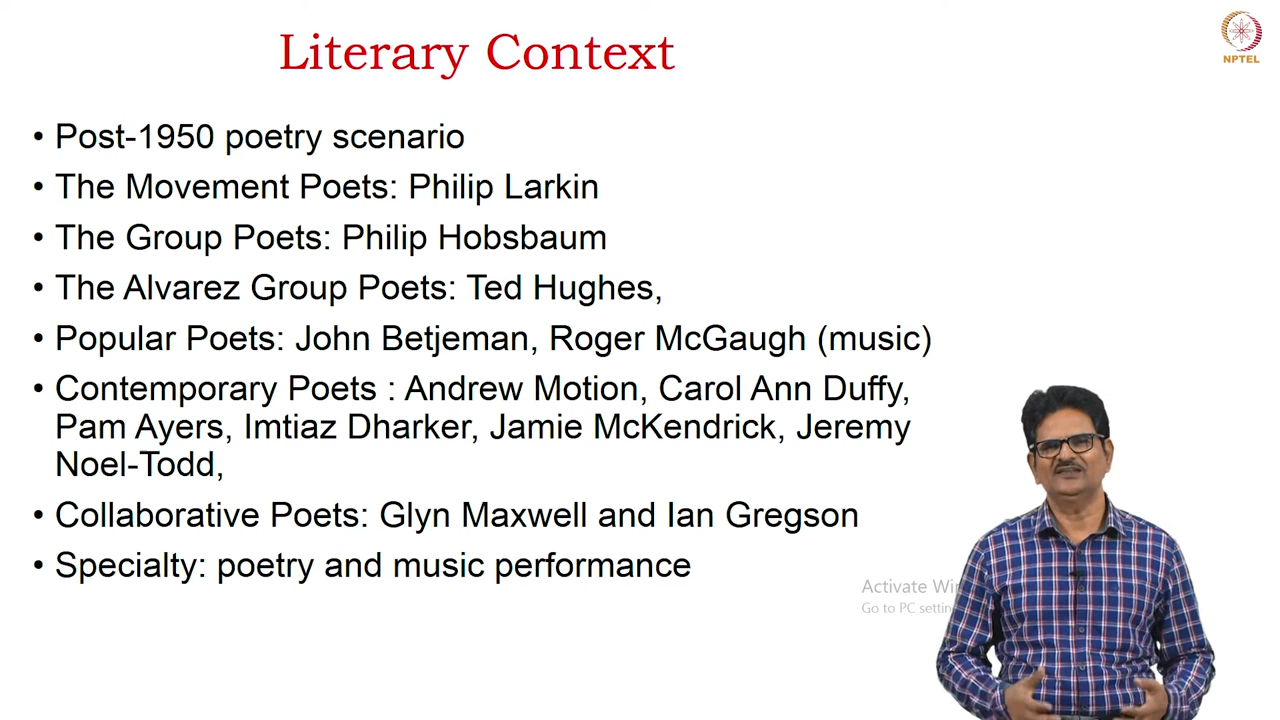 Literary Context
NPTEL
• Post-1950 poetry scenario
• The Movement Poets: Philip Larkin
• The Group Poets: Philip Hobsbaum
• The Alvarez Group Poets: Ted Hughes,
• Popular Poets: John Betjeman, Roger McGaugh (music)
• Contemporary Poets : Andrew Motion, Carol Ann Duffy,
Pam Ayers, Imtiaz Dharker, Jamie McKendrick, Jeremy
Noel-Todd,
• Collaborative Poets: Glyn Maxwell and Ian Gregson
• Specialty: poetry and music performance
Activate
Go to PC